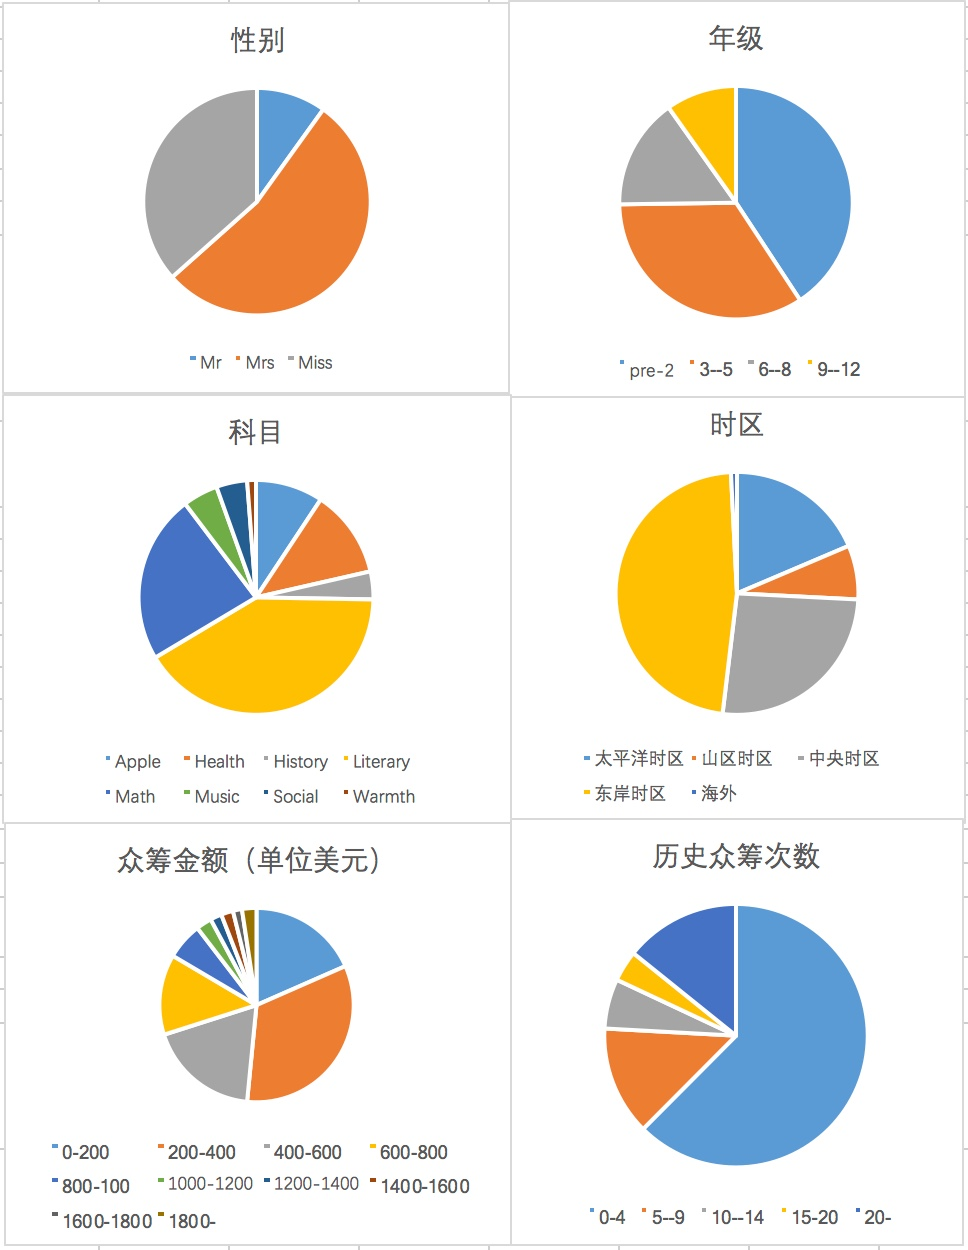 性别
Mr Mrs Miss
年级
pre-2 3--5 6--8 9--12
科目
Apple Health History Literary
Math Music Social Warmth
时区
太平洋时区 山区时区 中央时区
东岸时区 海外
众筹金额（单位美元）
0-200 200-400 400-600 600-800
800-100 1000-1200 1200-1400 1400-1600
1600-1800 1800-
历史众筹次数
0-4 5--9 10--14 15-20 20-